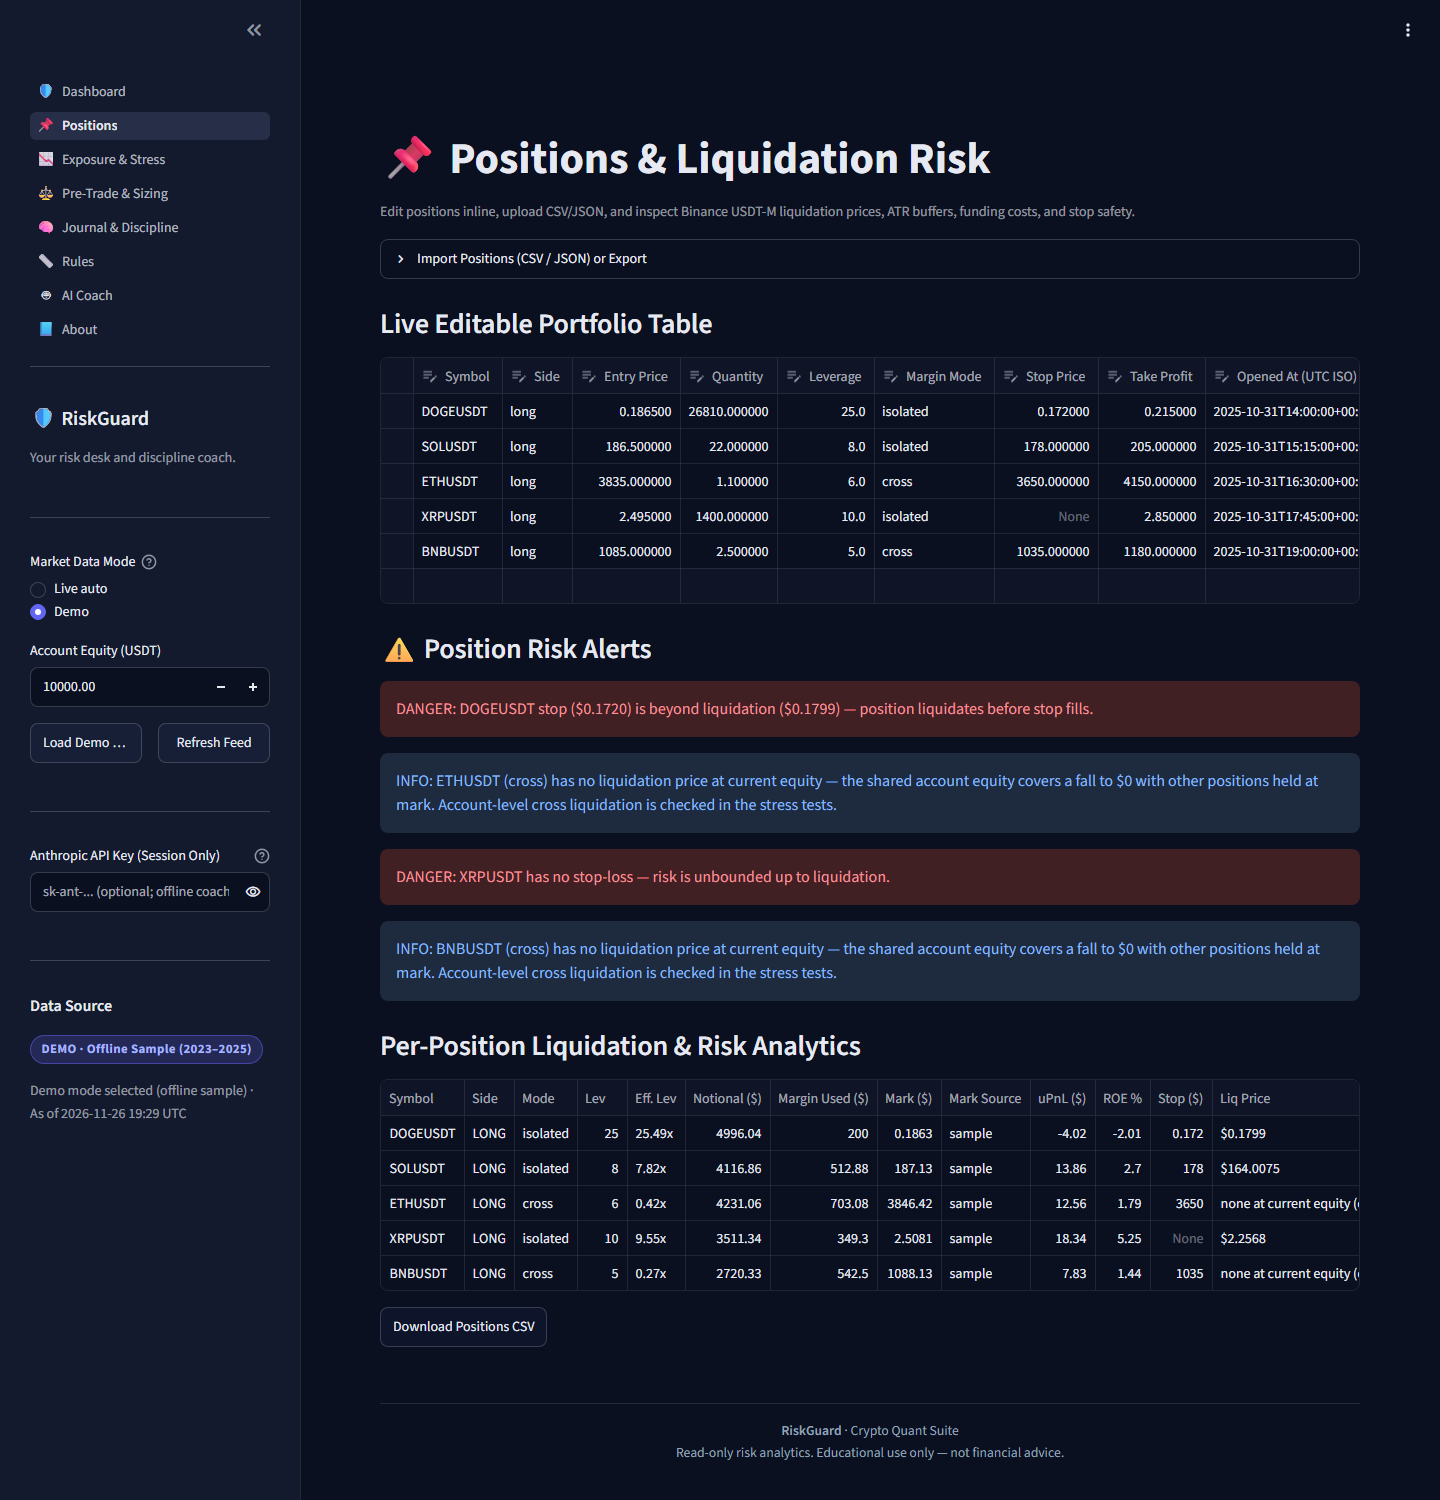 Dashboard
Positions
Exposure & Stress
Pre-Trade & Sizing
Journal & Discipline
Rules
AI Coach
About
RiskGuard
Your risk desk and discipline coach.
Market Data Mode
Live auto
Demo
Account Equity (USDT)
10000.00
Load Demo …
Refresh Feed
Anthropic API Key (Session Only)
sk-ant-... (optional; offline coach
Data Source
DEMO · Offline Sample (2023–2025)
Demo mode selected (offline sample) ·
As of 2026-11-26 19:29 UTC
Positions & Liquidation Risk
Edit positions inline, upload CSV/JSON, and inspect Binance USDT-M liquidation prices, ATR buffers, funding costs, and stop safety.
Import Positions (CSV / JSON) or Export
Live Editable Portfolio Table
Symbol Side Entry Price Quantity Leverage Margin Mode Stop Price Take Profit Opened At (UTC ISO)
DOGEUSDT long 0.186500 26810.000000 25.0 isolated 0.172000 0.215000 2025-10-31T14:00:00+00:
SOLUSDT long 186.500000 22.000000 8.0 isolated 178.000000 205.000000 2025-10-31T15:15:00+00:
ETHUSDT long 3835.000000 1.100000 6.0 cross 3650.000000 4150.000000 2025-10-31T16:30:00+00:
XRPUSDT long 2.495000 1400.000000 10.0 isolated None 2.850000 2025-10-31T17:45:00+00:
BNBUSDT long 1085.000000 2.500000 5.0 cross 1035.000000 1180.000000 2025-10-31T19:00:00+00:
Position Risk Alerts
DANGER: DOGEUSDT stop ($0.1720) is beyond liquidation ($0.1799) — position liquidates before stop fills.
INFO: ETHUSDT (cross) has no liquidation price at current equity — the shared account equity covers a fall to $0 with other positions held at
mark. Account-level cross liquidation is checked in the stress tests.
DANGER: XRPUSDT has no stop-loss — risk is unbounded up to liquidation.
INFO: BNBUSDT (cross) has no liquidation price at current equity — the shared account equity covers a fall to $0 with other positions held at
mark. Account-level cross liquidation is checked in the stress tests.
Per-Position Liquidation & Risk Analytics
Symbol Side Mode Lev Eff. Lev Notional ($) Margin Used ($) Mark ($) Mark Source uPnL ($) ROE % Stop ($) Liq Price
DOGEUSDT LONG isolated 25 25.49x 4996.04 200 0.1863 sample -4.02 -2.01 0.172 $0.1799
SOLUSDT LONG isolated 8 7.82x 4116.86 512.88 187.13 sample 13.86 2.7 178 $164.0075
ETHUSDT LONG cross 6 0.42x 4231.06 703.08 3846.42 sample 12.56 1.79 3650 none at current equity (
XRPUSDT LONG isolated 10 9.55x 3511.34 349.3 2.5081 sample 18.34 5.25 None $2.2568
BNBUSDT LONG cross 5 0.27x 2720.33 542.5 1088.13 sample 7.83 1.44 1035 none at current equity (
Download Positions CSV
RiskGuard · Crypto Quant Suite
Read-only risk analytics. Educational use only — not financial advice.